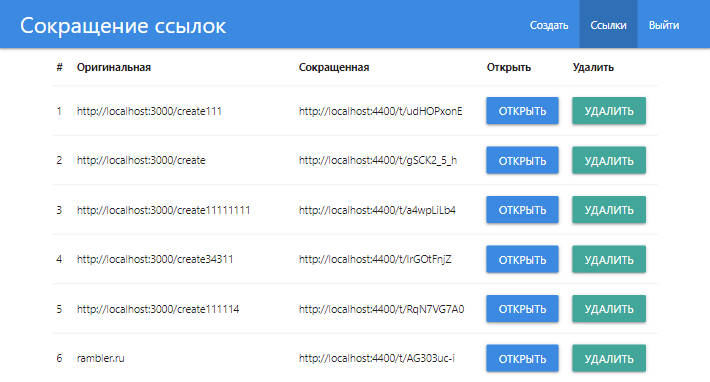 Сокращение ссылок Создать Ссылки Выйти
# Оригинальная Сокращенная Открыть Удалить
1 http://localhost:3000/create111 http://localhost:4400/t/udHOPxonE ОТКРЫТЬ УДАЛИТЬ
2 http://localhost:3000/create http://localhost:4400/t/gSCK2_5_h ОТКРЫТЬ УДАЛИТЬ
3 http://localhost:3000/create11111111 http://localhost:4400/t/a4wpLiLb4 ОТКРЫТЬ УДАЛИТЬ
4 http://localhost:3000/create34311 http://localhost:4400/t/IrGOtFnjZ ОТКРЫТЬ УДАЛИТЬ
5 http://localhost:3000/create111114 http://localhost:4400/t/RqN7VG7A0 ОТКРЫТЬ УДАЛИТЬ
6 rambler.ru http://localhost:4400/t/AG303uc-i ОТКРЫТЬ УДАЛИТЬ